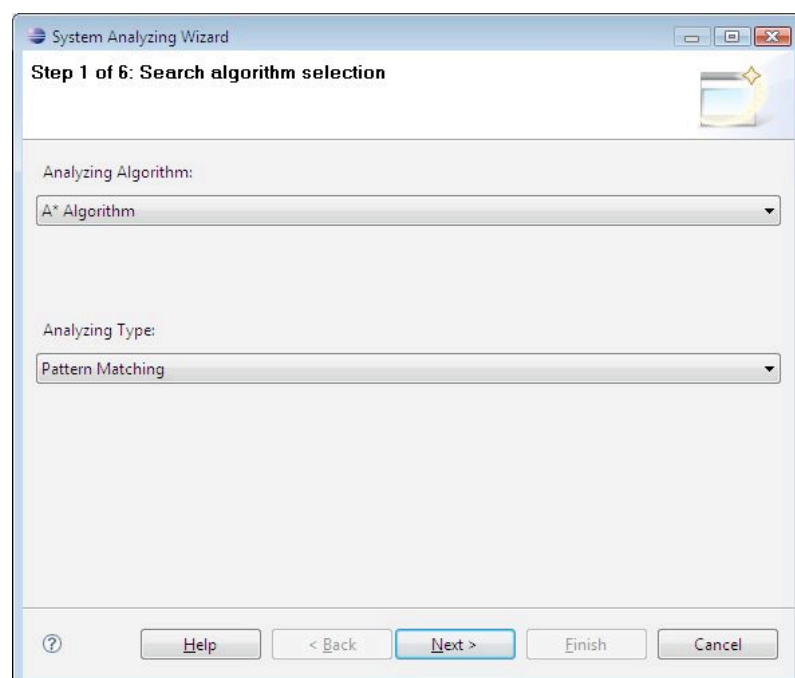 System Analyzing Wizard
Step 1 of 6: Search algorithm selection
Analyzing Algorithm:
A* Algorithm
Analyzing Type:
Pattern Matching
? Help < Back Next > Finish Cancel